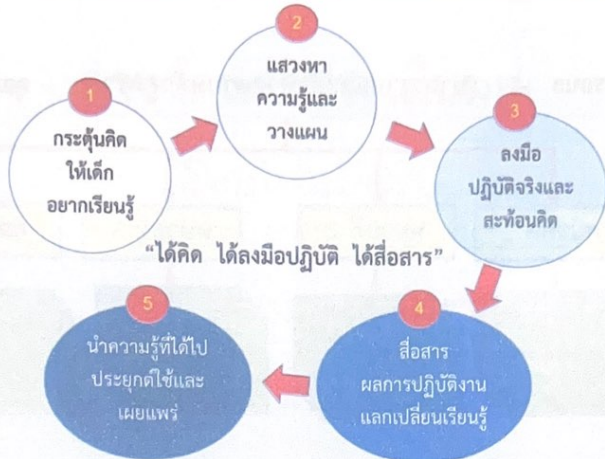 1
กระตุ้นคิด
ให้เด็ก
อยากเรียนรู้
2
แสวงหา
ความรู้และ
วางแผน
3
ลงมือ
ปฏิบัติจริงและ
สะท้อนคิด
“ได้คิด ได้ลงมือปฏิบัติ ได้สื่อสาร”
4
สื่อสาร
ผลการปฏิบัติงาน
แลกเปลี่ยนเรียนรู้
5
นำความรู้ที่ได้ไป
ประยุกต์ใช้และ
เผยแพร่